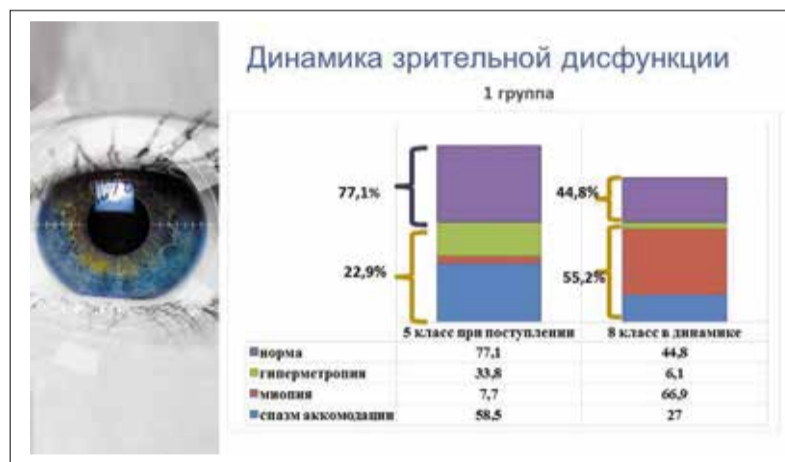 Динамика зрительной дисфункции
1 группа
77,1%
44,8%
22,9%
55,2%
5 класс при поступлении 8 класс в динамике
норма 77,1 44,8
гиперметропия 33,8 6,1
миопия 7,7 66,9
спазм аккомодации 58,5 27